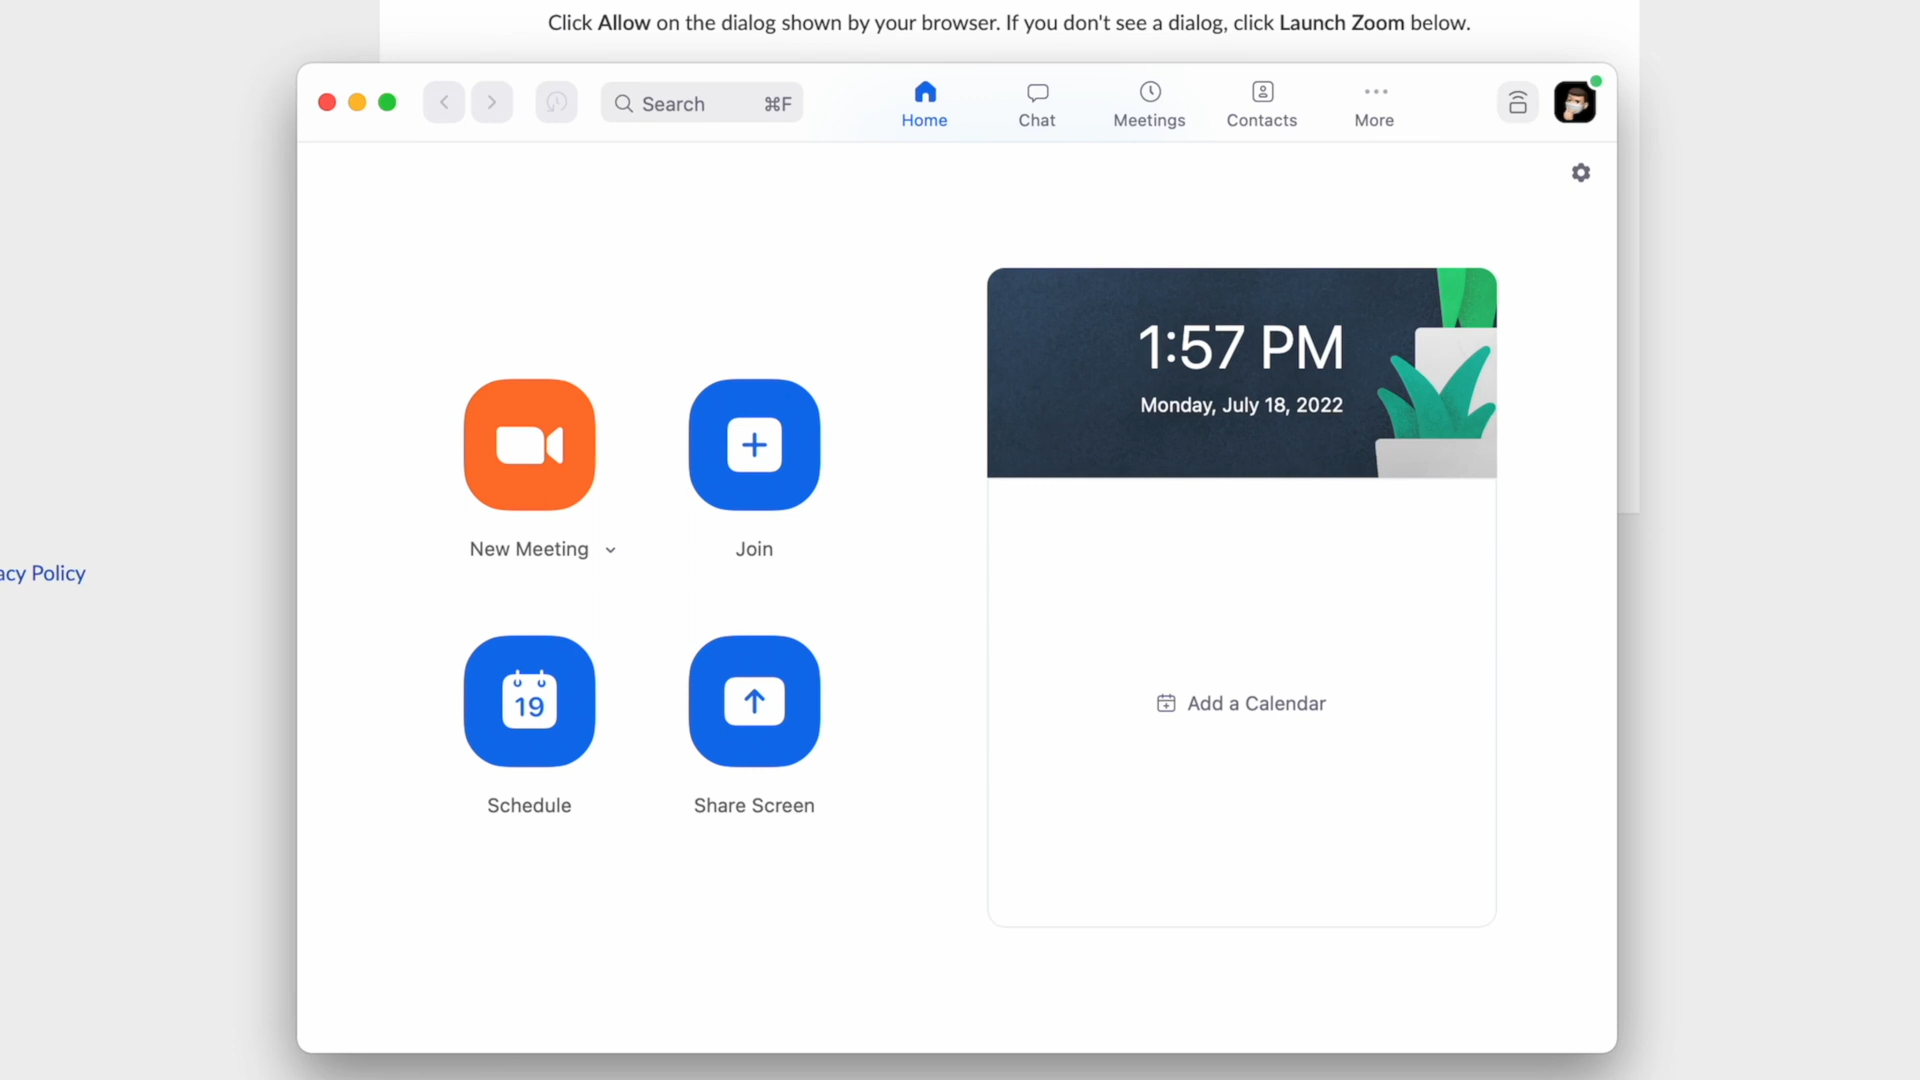 Click Allow on the dialog shown by your browser. If you don't see a dialog, click Launch Zoom below.
Search ⌘F
Home
Chat
Meetings
Contacts
More
1:57 PM
Monday, July 18, 2022
New Meeting
Join
acy Policy
19
Schedule
Share Screen
Add a Calendar